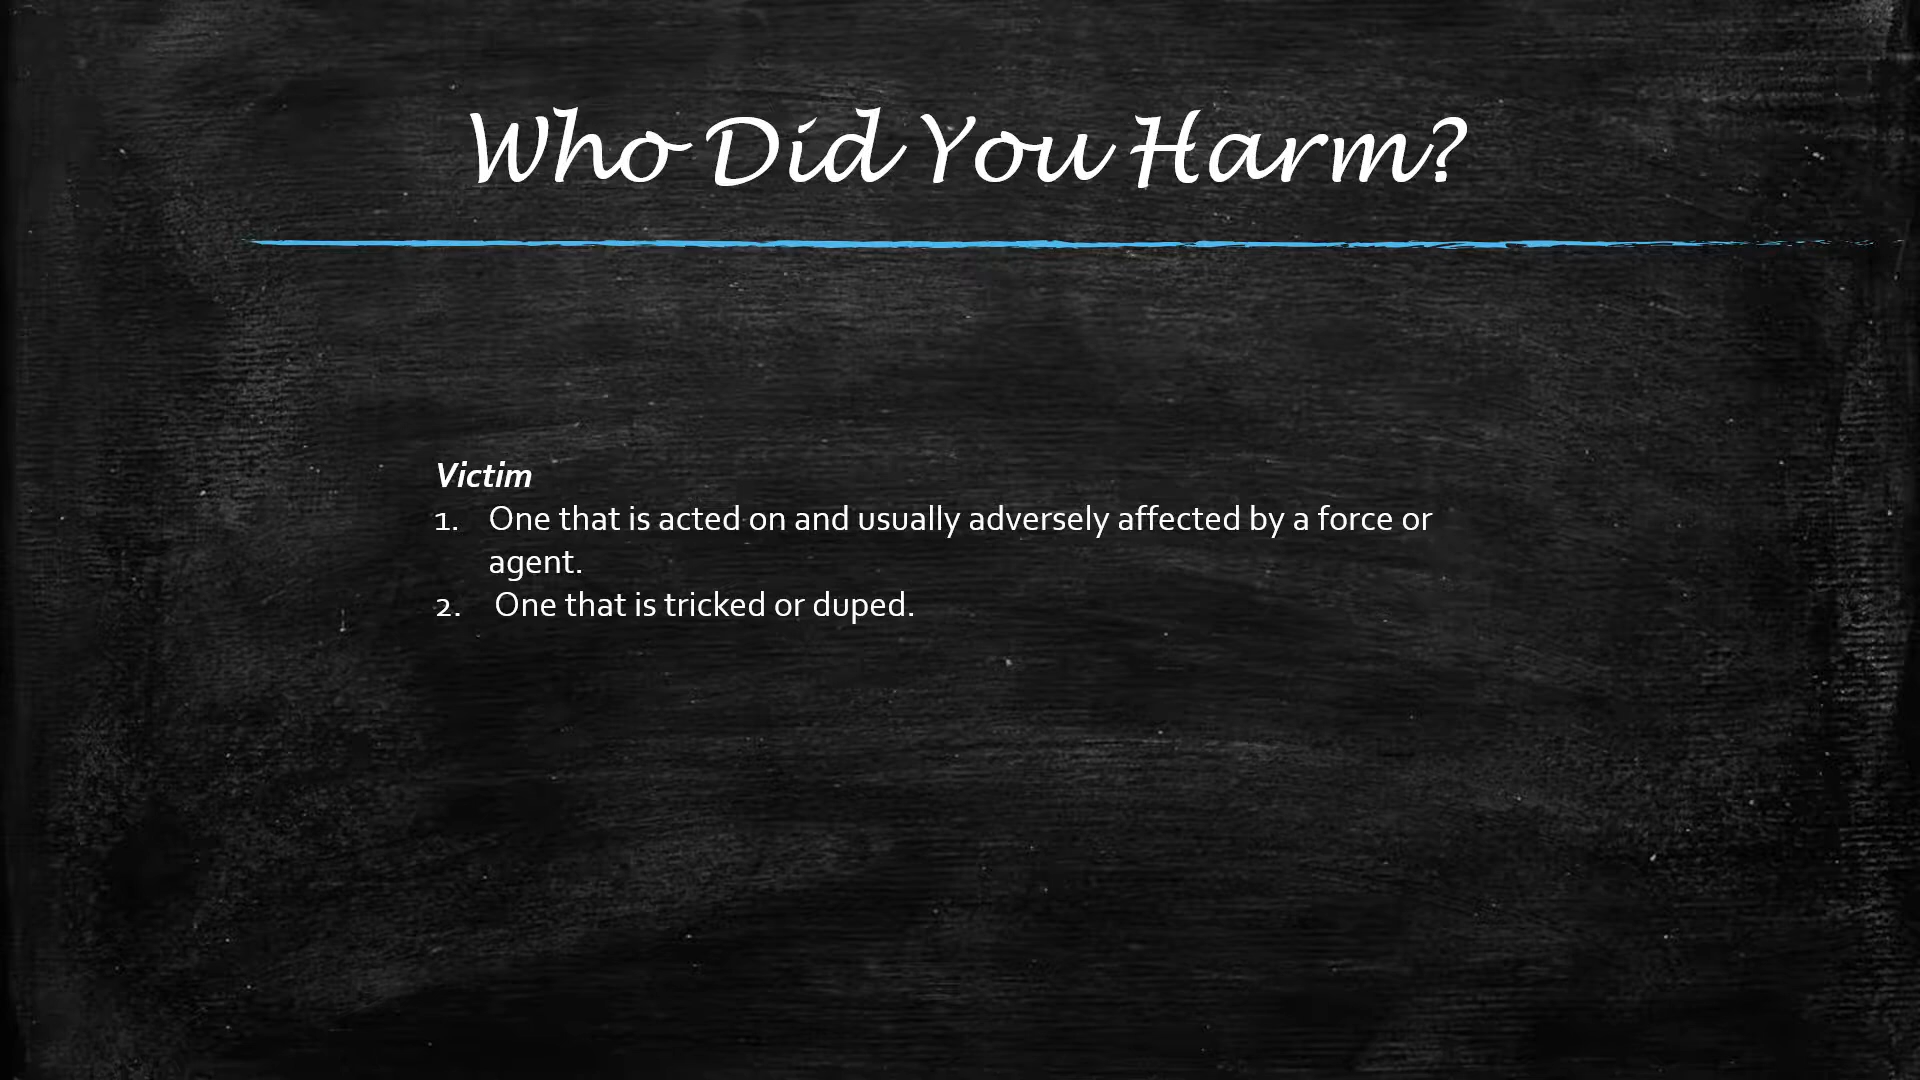 Who Did You Harm?
Victim
1. One that is acted on and usually adversely affected by a force or
agent.
2. One that is tricked or duped.